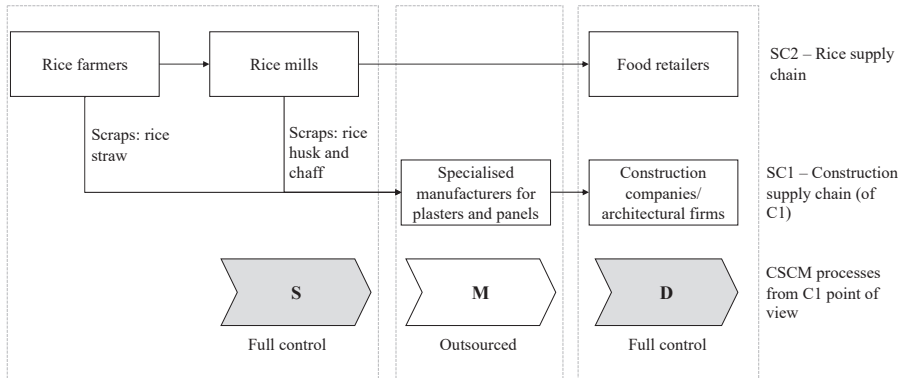 Rice farmers
Rice mills
Food retailers
SC2 – Rice supply
chain
Scraps: rice
straw
Scraps: rice
husk and
chaff
Specialised
manufacturers for
plasters and panels
Construction
companies/
architectural firms
SC1 – Construction
supply chain (of
C1)
S
M
D
CSCM processes
from C1 point of
view
Full control
Outsourced
Full control